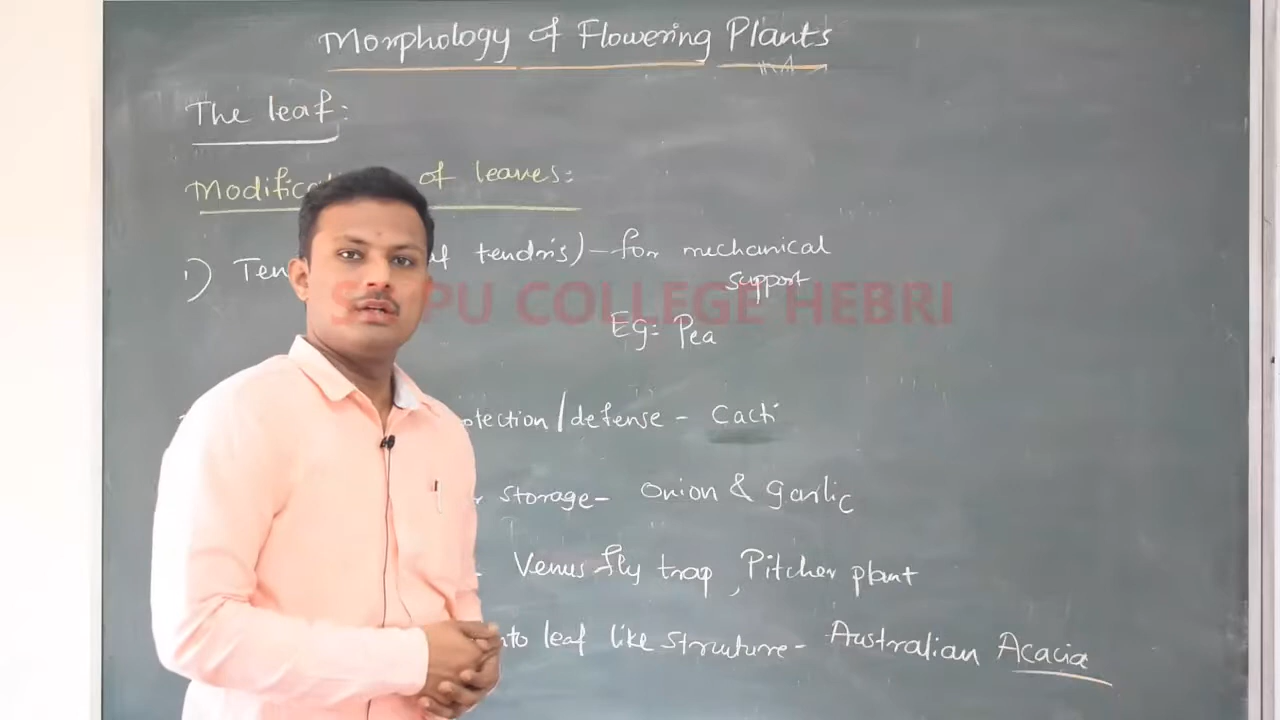 Morphology of Flowering Plants
The leaf:
Modific of leaves:
1) Ten f tendris) - for mechanical
support
PU COLLEGE HEBRI
Eg: Pea
otection/defense - Cacti
storage - Onion & garlic
Venus fly trap, Pitcher plant
nto leaf like structure - Australian Acacia